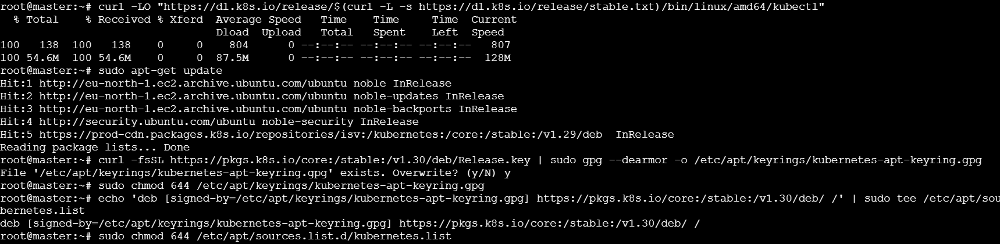 root@master:~# curl -LO "https://dl.k8s.io/release/$(curl -L -s https://dl.k8s.io/release/stable.txt)/bin/linux/amd64/kubectl"
  % Total    % Received % Xferd  Average Speed   Time    Time     Time  Current
                                 Dload  Upload   Total   Spent    Left  Speed
100   138  100   138    0     0    804      0 --:--:-- --:--:-- --:--:--   807
100 54.6M  100 54.6M    0     0  87.5M      0 --:--:-- --:--:-- --:--:--  128M
root@master:~# sudo apt-get update
Hit:1 http://eu-north-1.ec2.archive.ubuntu.com/ubuntu noble InRelease
Hit:2 http://eu-north-1.ec2.archive.ubuntu.com/ubuntu noble-updates InRelease
Hit:3 http://eu-north-1.ec2.archive.ubuntu.com/ubuntu noble-backports InRelease
Hit:4 http://security.ubuntu.com/ubuntu noble-security InRelease
Hit:5 https://prod-cdn.packages.k8s.io/repositories/isv:/kubernetes:/core:/stable:/v1.29/deb  InRelease
Reading package lists... Done
root@master:~# curl -fsSL https://pkgs.k8s.io/core:/stable:/v1.30/deb/Release.key | sudo gpg --dearmor -o /etc/apt/keyrings/kubernetes-apt-keyring.gpg
File '/etc/apt/keyrings/kubernetes-apt-keyring.gpg' exists. Overwrite? (y/N) y
root@master:~# sudo chmod 644 /etc/apt/keyrings/kubernetes-apt-keyring.gpg
root@master:~# echo 'deb [signed-by=/etc/apt/keyrings/kubernetes-apt-keyring.gpg] https://pkgs.k8s.io/core:/stable:/v1.30/deb/ /' | sudo tee /etc/apt/sou
bernetes.list
deb [signed-by=/etc/apt/keyrings/kubernetes-apt-keyring.gpg] https://pkgs.k8s.io/core:/stable:/v1.30/deb/ /
root@master:~# sudo chmod 644 /etc/apt/sources.list.d/kubernetes.list